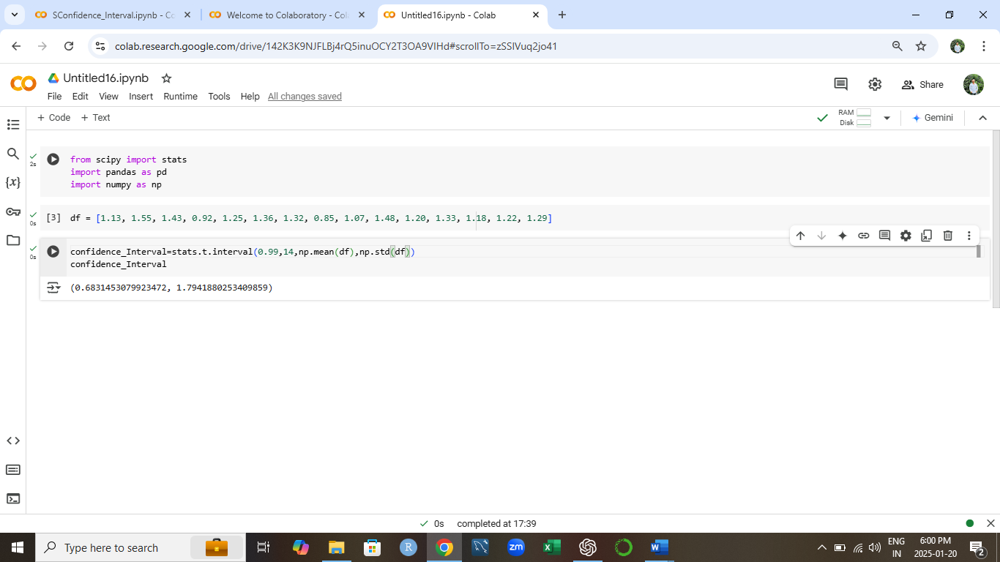 SConfidence_Interval.ipynb - Co
Welcome to Colaboratory - Col
Untitled16.ipynb - Colab
colab.research.google.com/drive/142K3K9NJFLBj4rQ5inuOCY2T3OA9VIHd#scrollTo=zSSlVuq2jo41
Untitled16.ipynb
File Edit View Insert Runtime Tools Help All changes saved
Share
+ Code + Text
RAM
Disk
Gemini
2s
from scipy import stats
import pandas as pd
import numpy as np
0s
[3] df = [1.13, 1.55, 1.43, 0.92, 1.25, 1.36, 1.32, 0.85, 1.07, 1.48, 1.20, 1.33, 1.18, 1.22, 1.29]
0s
confidence_Interval=stats.t.interval(0.99,14,np.mean(df),np.std(df))
confidence_Interval
(0.6831453079923472, 1.7941880253409859)
{x}
0s completed at 17:39
Type here to search
R
zm
ENG
IN
6:00 PM
2025-01-20
2